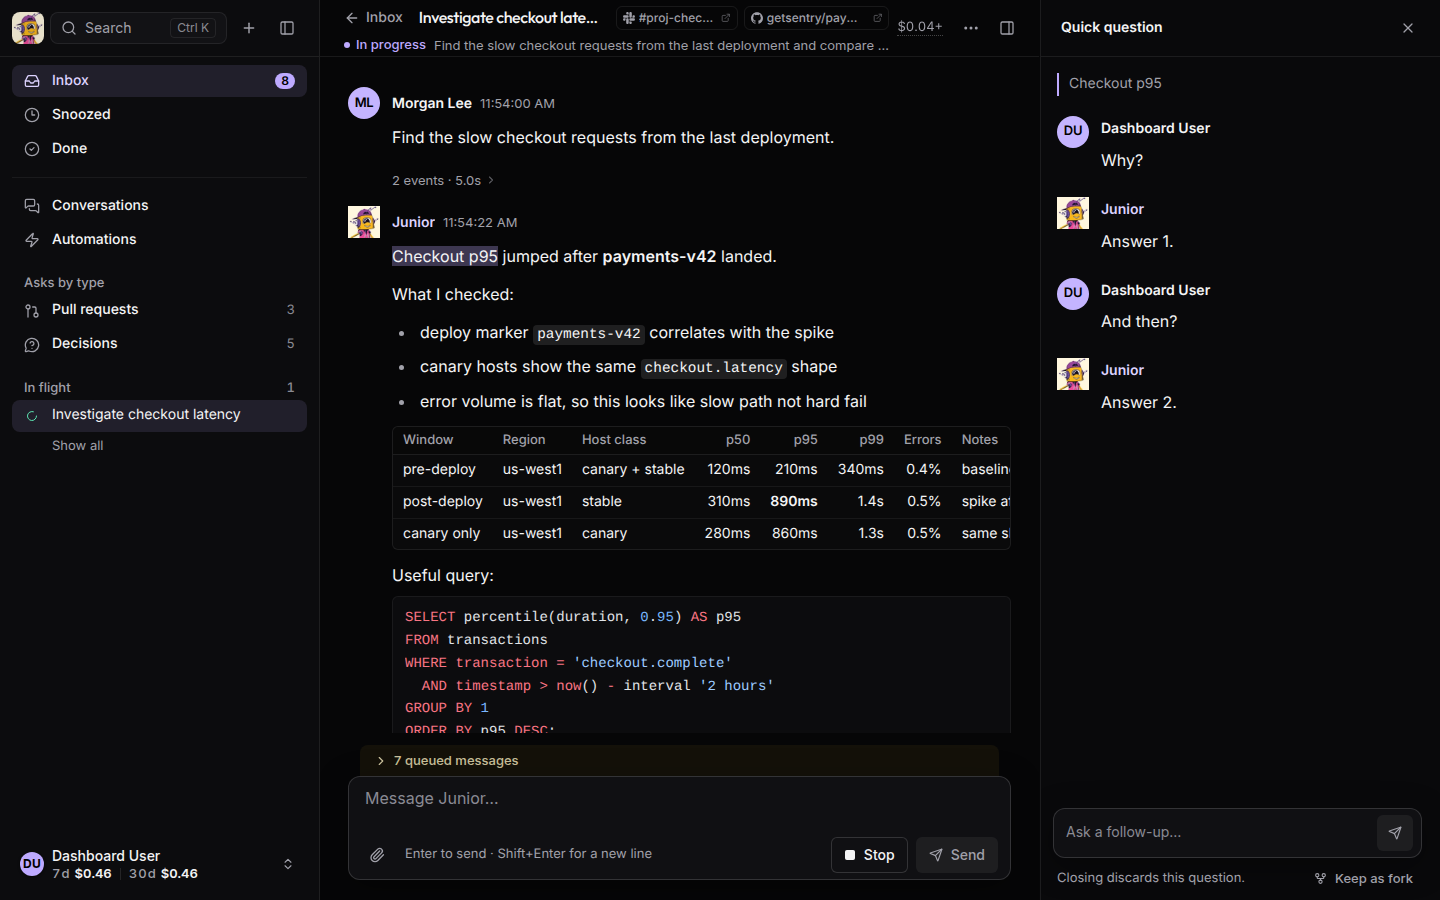 Search
Ctrl K
Inbox
8
Snoozed
Done
Conversations
Automations
Asks by type
Pull requests
3
Decisions
5
In flight
1
Investigate checkout latency
Show all
DU
Dashboard User
7d $0.46 | 30d $0.46
Inbox
Investigate checkout late...
#proj-chec...
getsentry/pay...
$0.04+
In progress
Find the slow checkout requests from the last deployment and compare ...
ML
Morgan Lee 11:54:00 AM
Find the slow checkout requests from the last deployment.
2 events · 5.0s
Junior 11:54:22 AM
Checkout p95 jumped after payments-v42 landed.
What I checked:
• deploy marker payments-v42 correlates with the spike
• canary hosts show the same checkout.latency shape
• error volume is flat, so this looks like slow path not hard fail
Window Region Host class p50 p95 p99 Errors Notes
pre-deploy us-west1 canary + stable 120ms 210ms 340ms 0.4% baselin
post-deploy us-west1 stable 310ms 890ms 1.4s 0.5% spike a
canary only us-west1 canary 280ms 860ms 1.3s 0.5% same s
Useful query:
SELECT percentile(duration, 0.95) AS p95
FROM transactions
WHERE transaction = 'checkout.complete'
AND timestamp > now() - interval '2 hours'
GROUP BY 1
ORDER BY p95 DESC;
7 queued messages
Message Junior...
Enter to send · Shift+Enter for a new line
Stop
Send
Quick question
Checkout p95
DU
Dashboard User
Why?
Junior
Answer 1.
DU
Dashboard User
And then?
Junior
Answer 2.
Ask a follow-up...
Closing discards this question.
Keep as fork